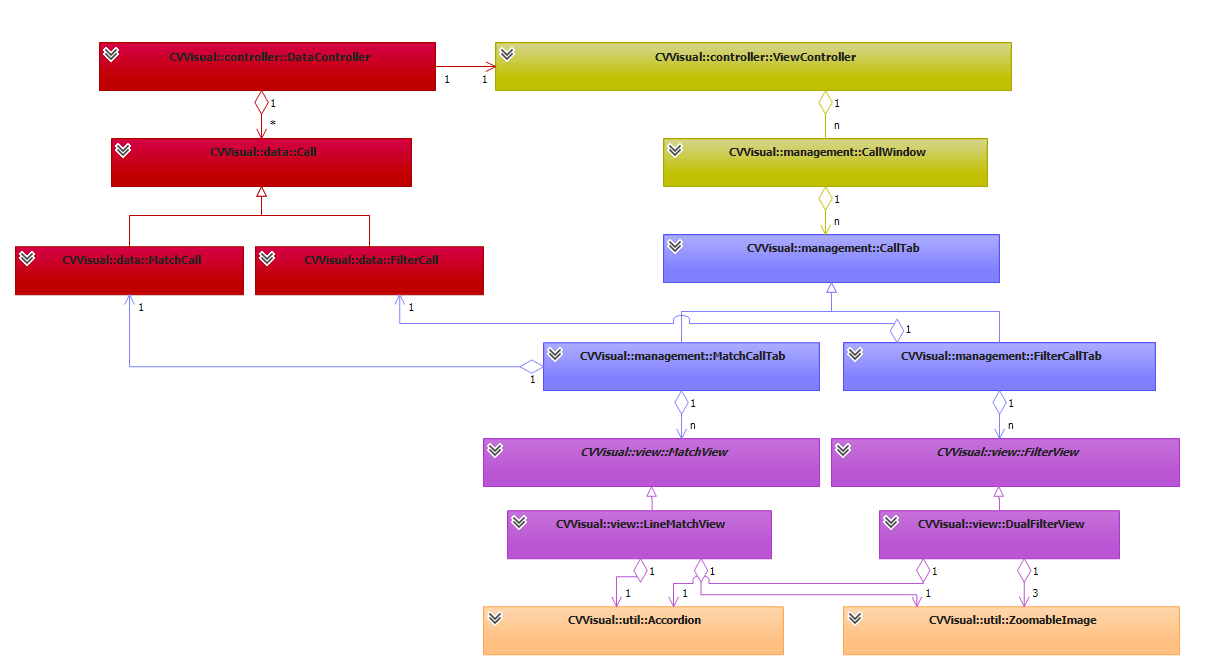 CVVisual::controller::DataController
CVVisual::controller::ViewController
1
1
1
1
*
n
CVVisual::data::Call
CVVisual::management::CallWindow
1
n
CVVisual::management::CallTab
CVVisual::data::MatchCall
CVVisual::data::FilterCall
1
1
1
CVVisual::management::MatchCallTab
CVVisual::management::FilterCallTab
1
1
1
n
n
CVVisual::view::MatchView
CVVisual::view::FilterView
CVVisual::view::LineMatchView
CVVisual::view::DualFilterView
1
1
1
1
1
1
1
3
CVVisual::util::Accordion
CVVisual::util::ZoomableImage